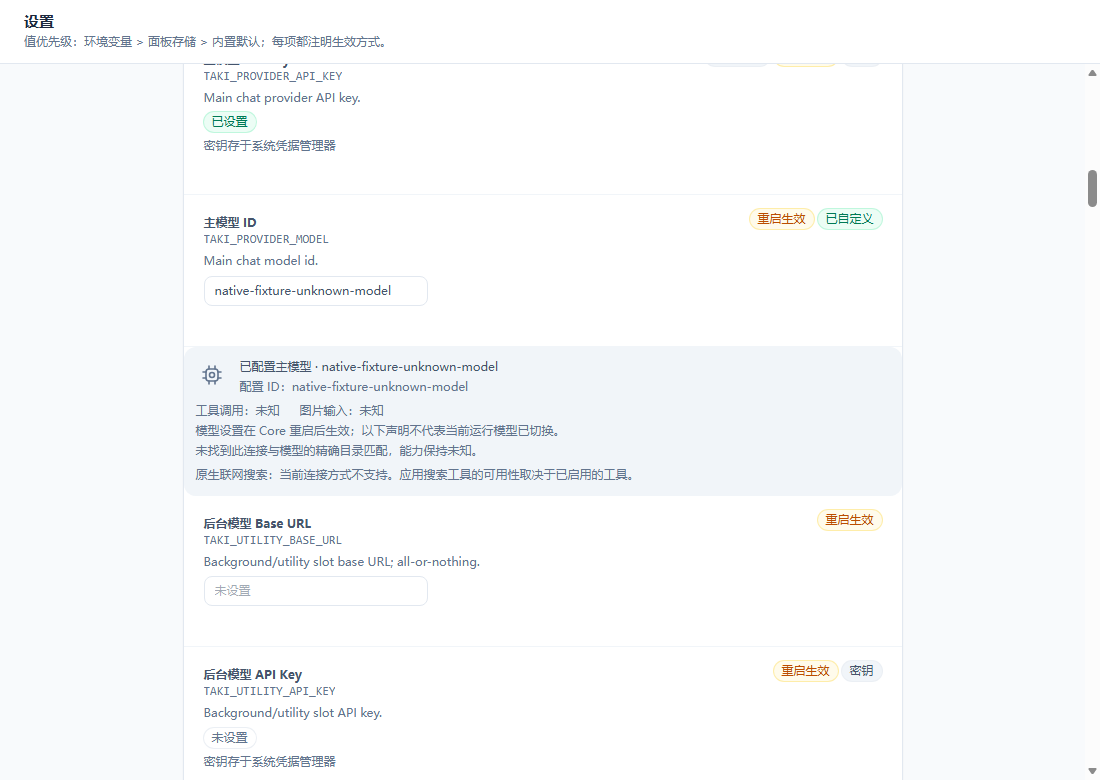 设置
值优先级：环境变量 > 面板存储 > 内置默认；每项都注明生效方式。
TAKI_PROVIDER_API_KEY
Main chat provider API key.
已设置
密钥存于系统凭据管理器
主模型 ID
重启生效 已自定义
TAKI_PROVIDER_MODEL
Main chat model id.
native-fixture-unknown-model
已配置主模型 · native-fixture-unknown-model
配置 ID：native-fixture-unknown-model
工具调用：未知 图片输入：未知
模型设置在 Core 重启后生效；以下声明不代表当前运行模型已切换。
未找到此连接与模型的精确目录匹配，能力保持未知。
原生联网搜索：当前连接方式不支持。应用搜索工具的可用性取决于已启用的工具。
后台模型 Base URL
重启生效
TAKI_UTILITY_BASE_URL
Background/utility slot base URL; all-or-nothing.
未设置
后台模型 API Key
重启生效 密钥
TAKI_UTILITY_API_KEY
Background/utility slot API key.
未设置
密钥存于系统凭据管理器